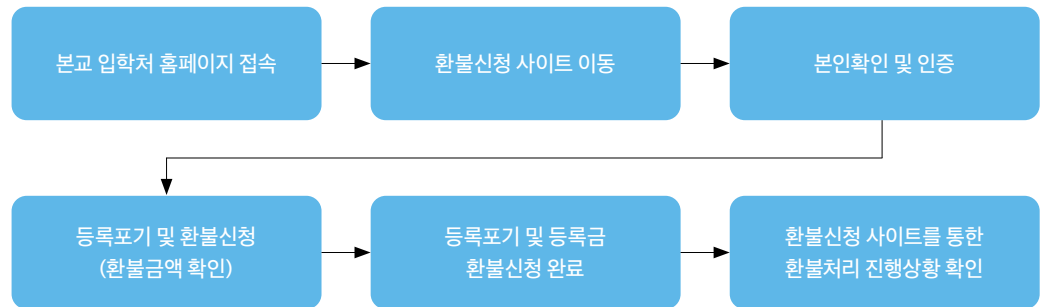 본교 입학처 홈페이지 접속
환불신청 사이트 이동
본인확인 및 인증
등록포기 및 환불신청
(환불금액 확인)
등록포기 및 등록금
환불신청 완료
환불신청 사이트를 통한
환불처리 진행상황 확인